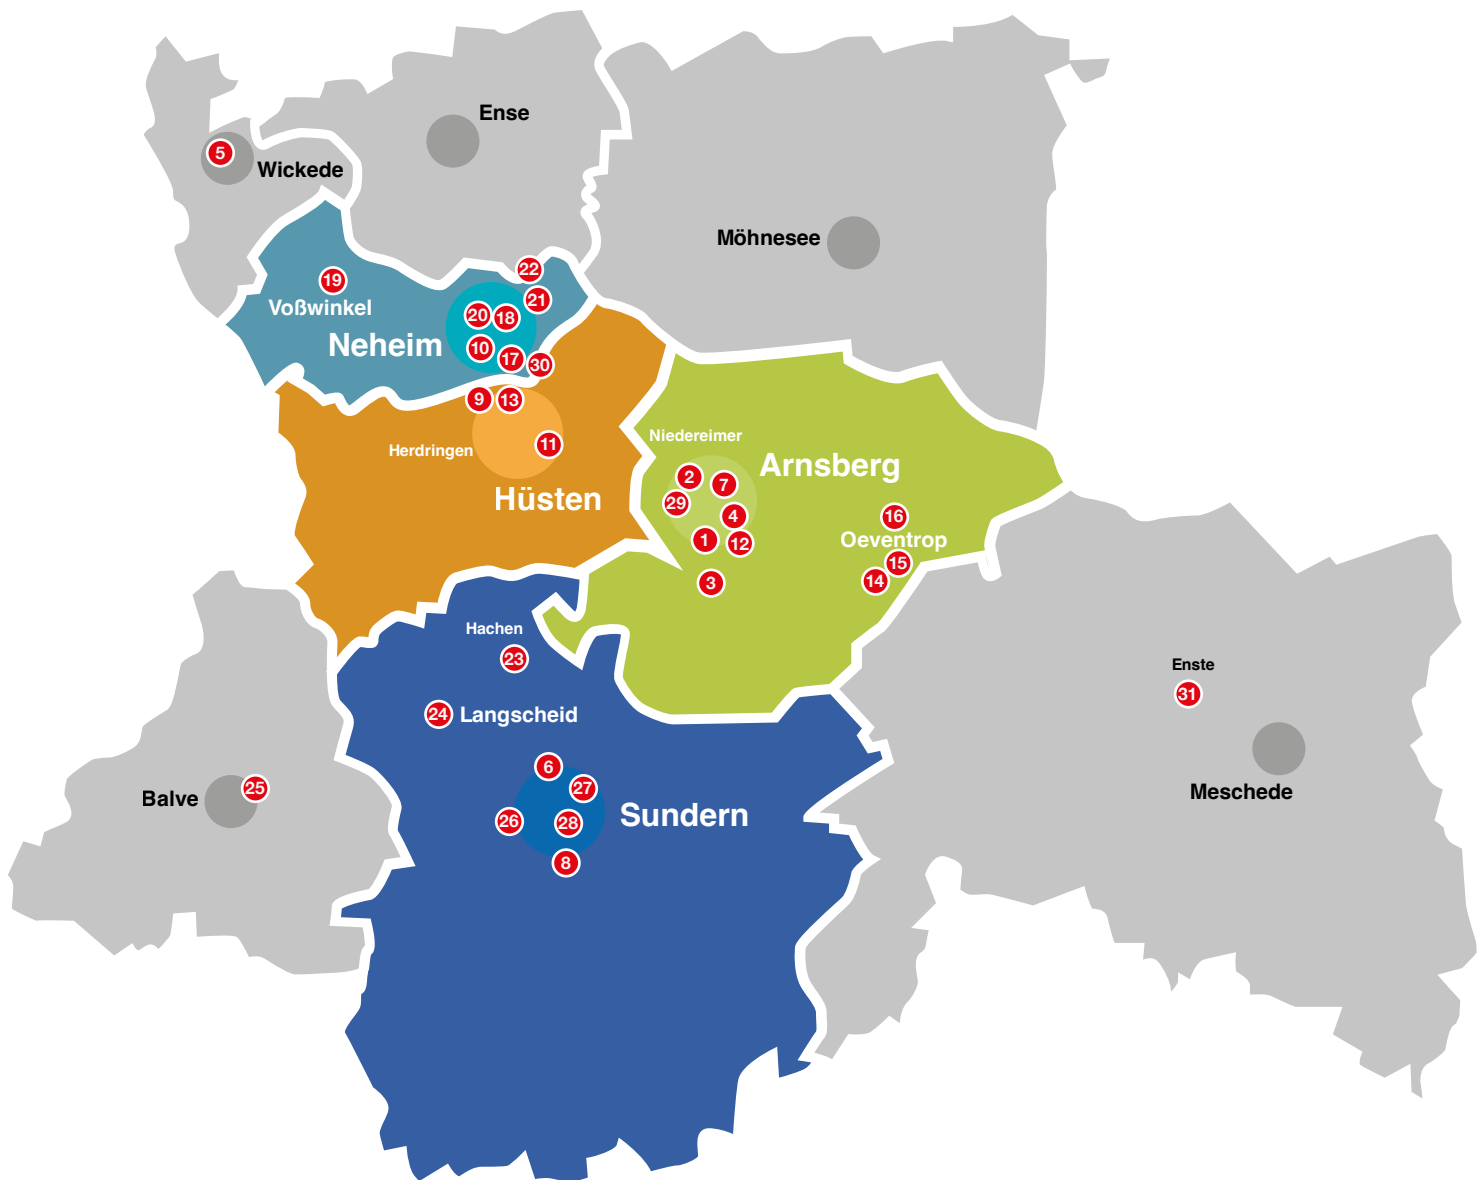 Ense
5
Wickede
Möhnesee
22
19
21
Voßwinkel
20
18
Neheim
10
17
30
9
13
Niedereimer
11
Herdringen
Arnsberg
2
7
Hüsten
29
4
16
1
12
Oeventrop
15
3
14
Hachen
23
Enste
31
24
Langscheid
6
25
27
Balve
Meschede
26
28
Sundern
8